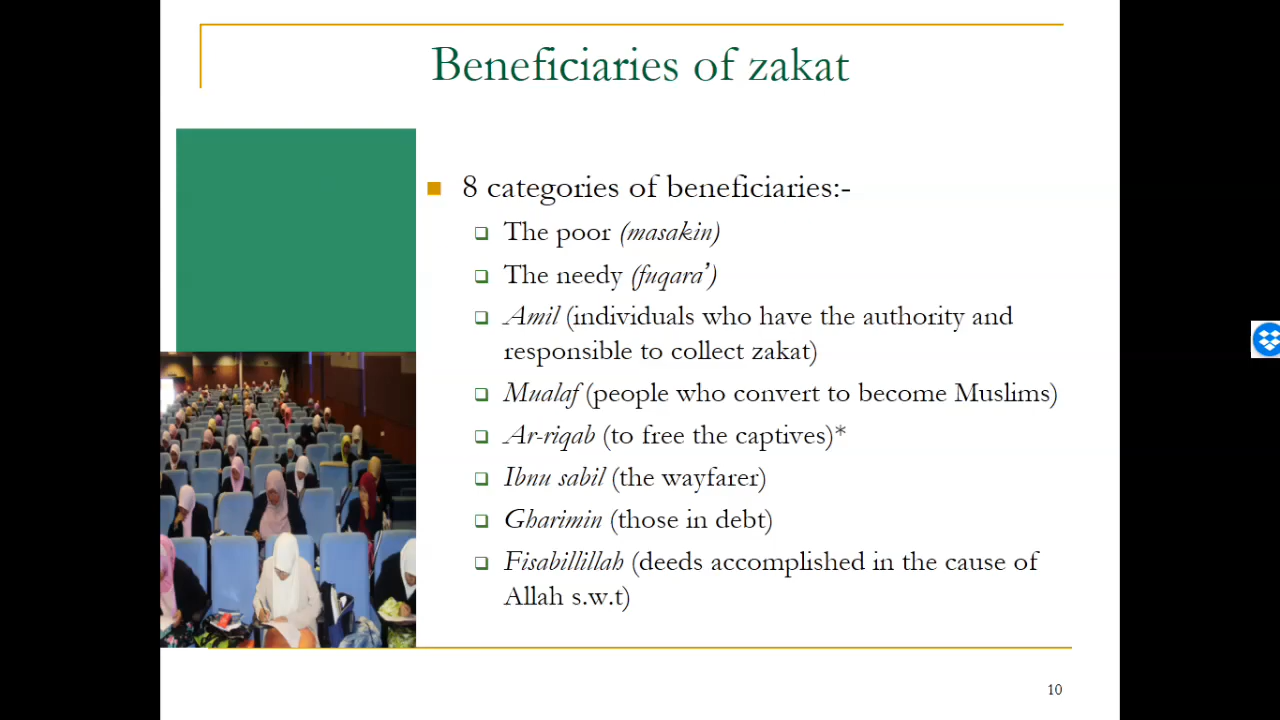 Beneficiaries of zakat
8 categories of beneficiaries:-
The poor (masakin)
The needy (fuqara’)
Amil (individuals who have the authority and
responsible to collect zakat)
Mualaf (people who convert to become Muslims)
Ar-riqab (to free the captives)*
Ibnu sabil (the wayfarer)
Gharimin (those in debt)
Fisabillillah (deeds accomplished in the cause of
Allah s.w.t)
10